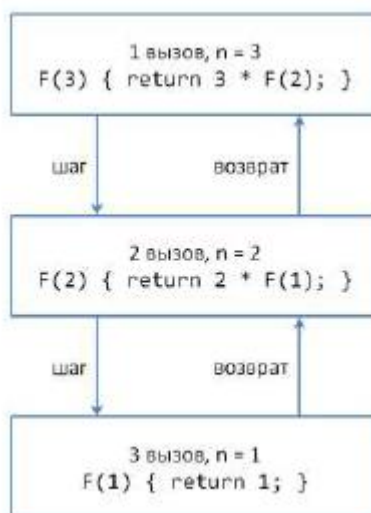 1 вызов, n = 3
F(3) { return 3 * F(2); }
шаг
возврат
2 вызов, n = 2
F(2) { return 2 * F(1); }
шаг
возврат
3 вызов, n = 1
F(1) { return 1; }